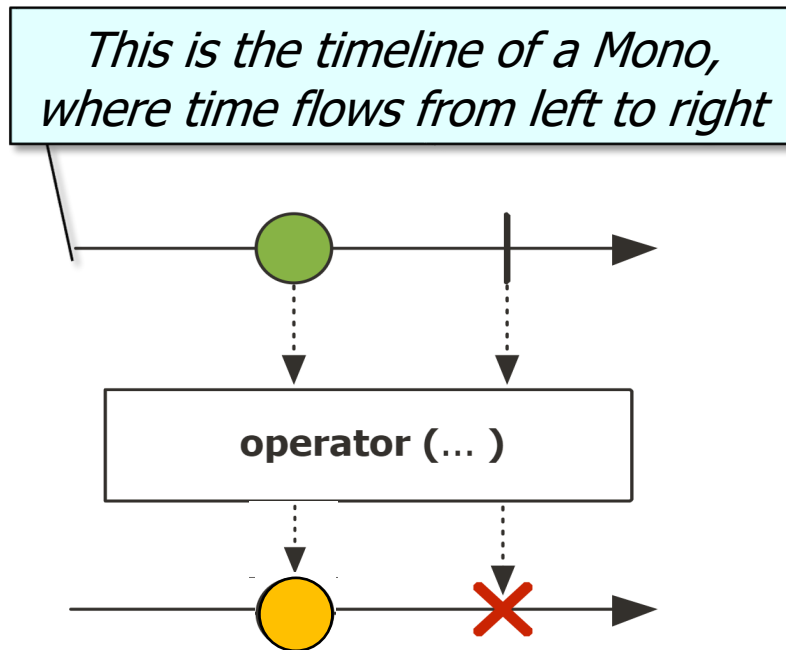 This is the timeline of a Mono,
where time flows from left to right
operator (... )